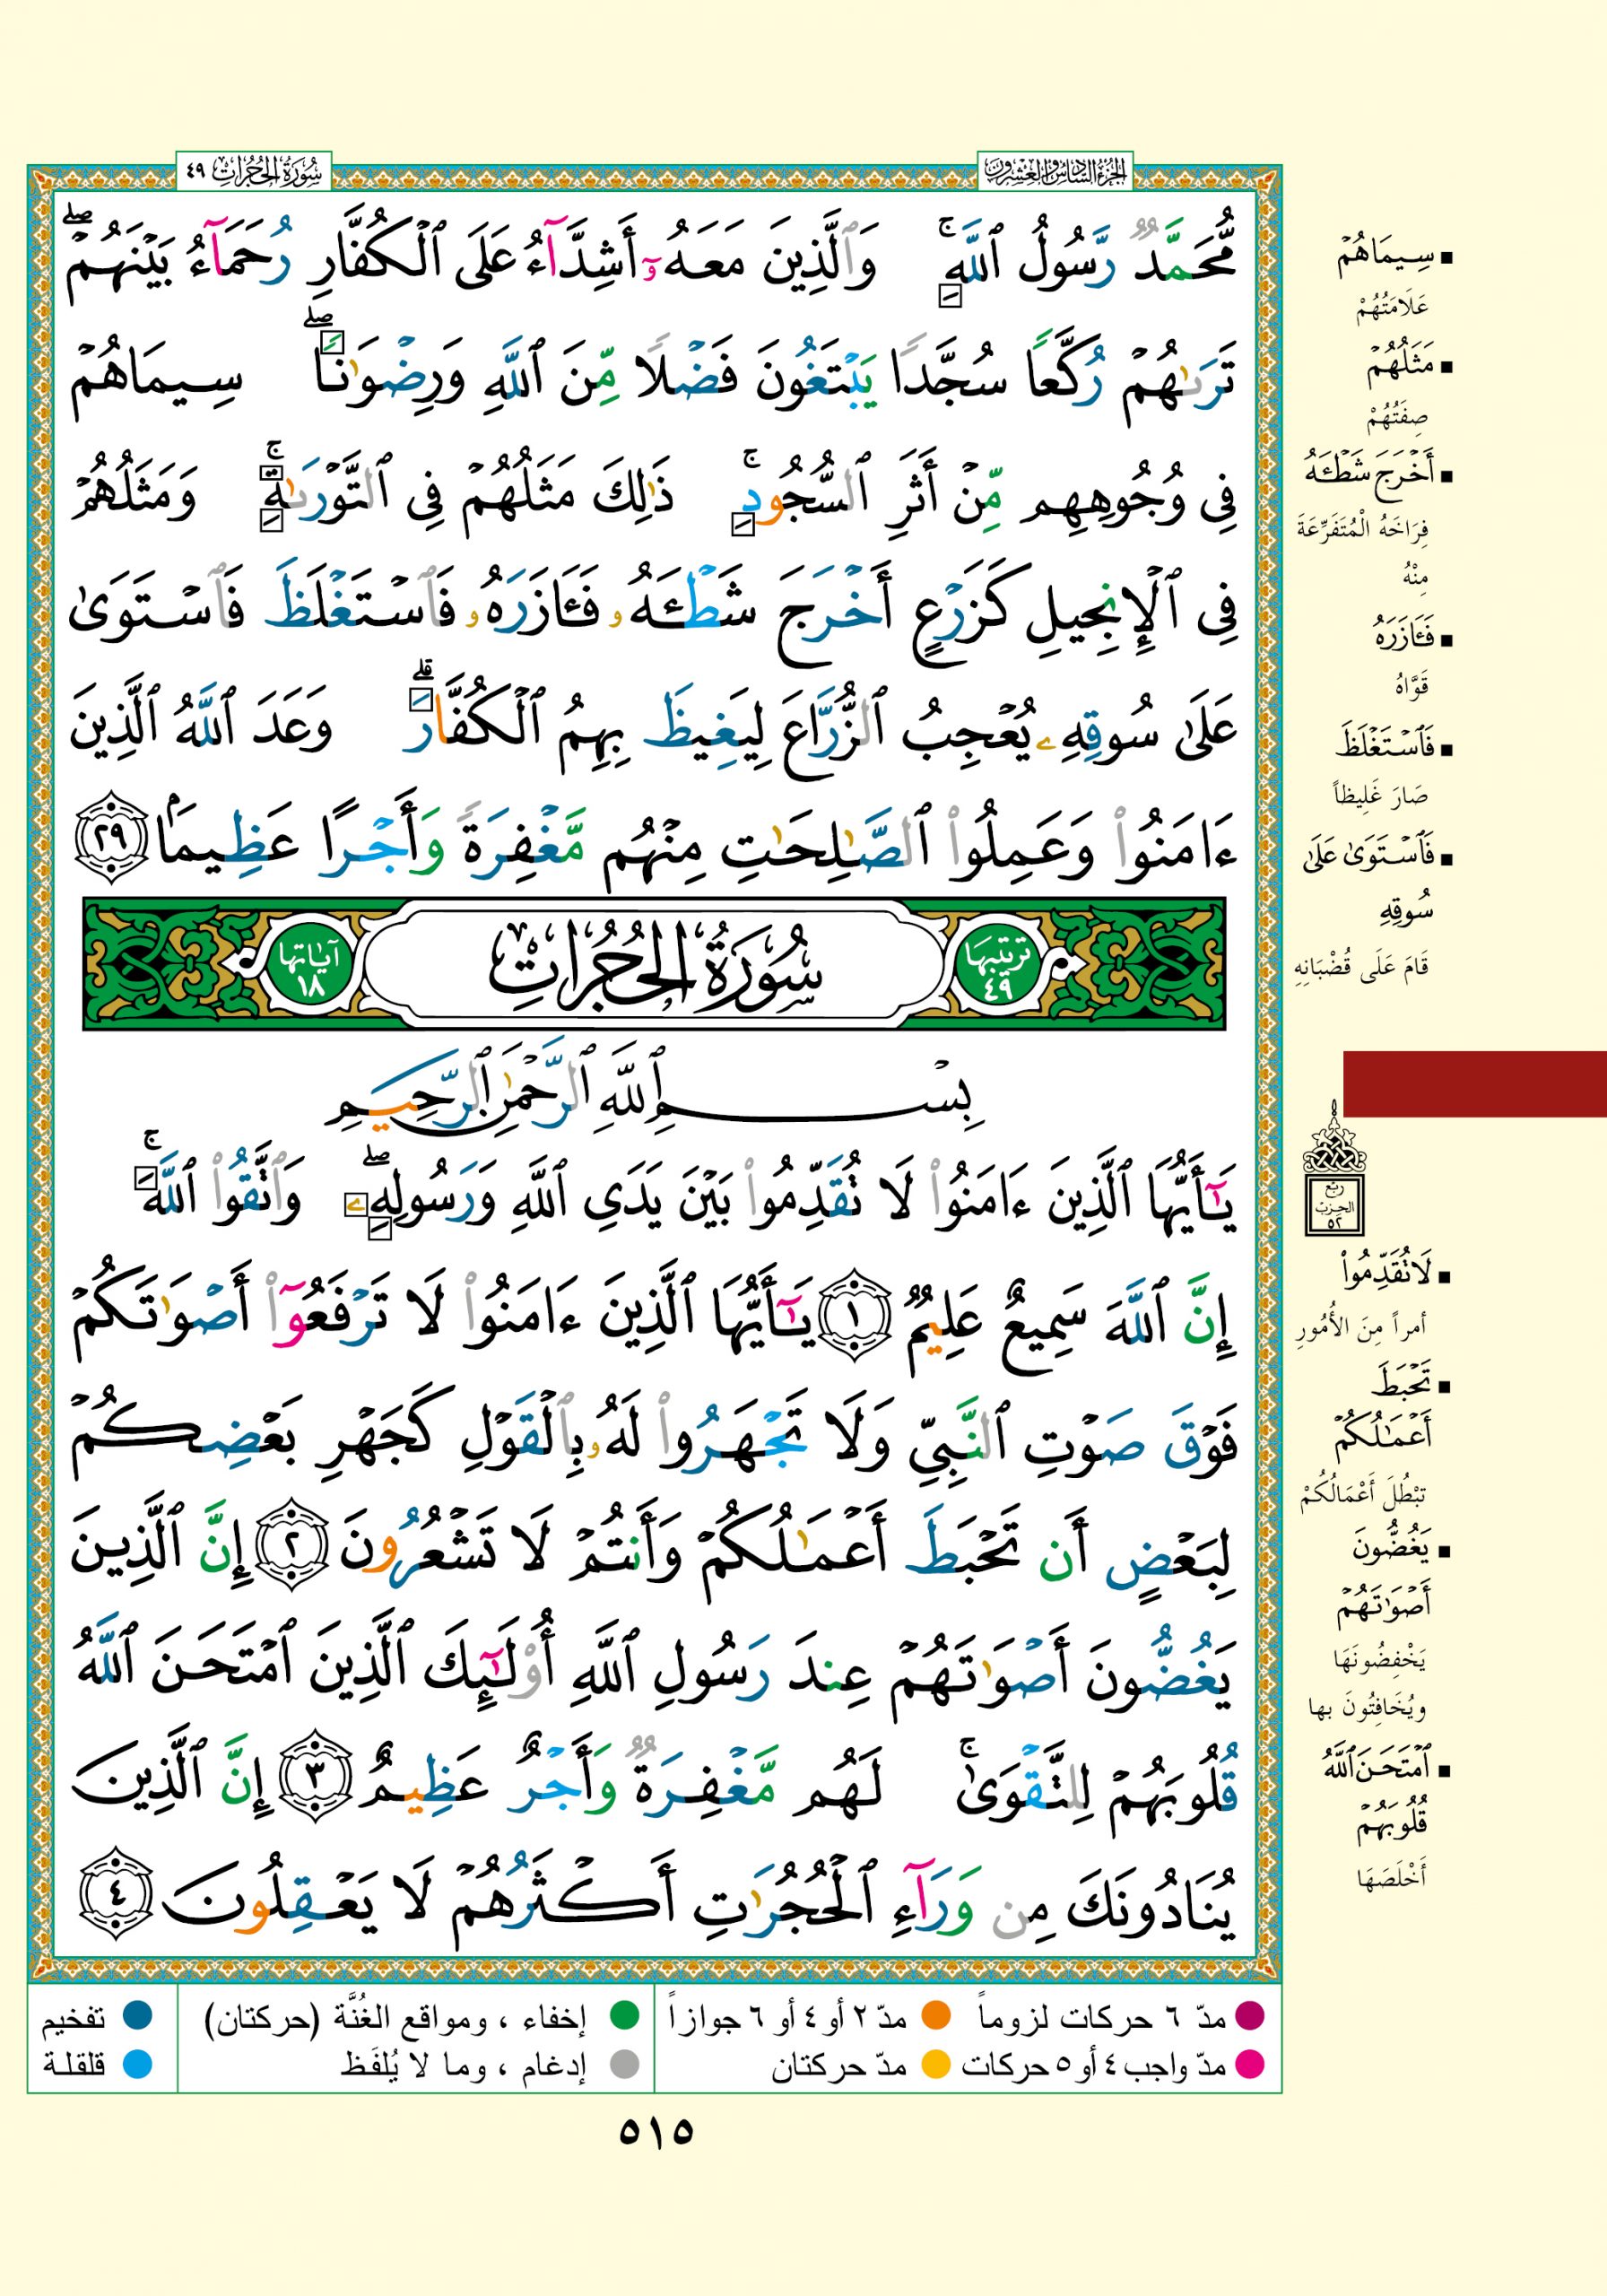 الجزء السادس والعشرون
سورة الحجرات ٤٩
مُّحَمَّدٌ رَّسُولُ ٱللَّهِ ۚ وَٱلَّذِينَ مَعَهُۥٓ أَشِدَّآءُ عَلَى ٱلْكُفَّارِ رُحَمَآءُ بَيْنَهُمْ ۖ
تَرَىٰهُمْ رُكَّعًا سُجَّدًا يَبْتَغُونَ فَضْلًا مِّنَ ٱللَّهِ وَرِضْوَٰنًا ۖ سِيمَاهُمْ
فِى وُجُوهِهِم مِّنْ أَثَرِ ٱلسُّجُودِ ۚ ذَٰلِكَ مَثَلُهُمْ فِى ٱلتَّوْرَىٰةِ ۚ وَمَثَلُهُمْ
فِى ٱلْإِنجِيلِ كَزَرْعٍ أَخْرَجَ شَطْـَٔهُۥ فَـَٔازَرَهُۥ فَٱسْتَغْلَظَ فَٱسْتَوَىٰ
عَلَىٰ سُوقِهِۦ يُعْجِبُ ٱلزُّرَّاعَ لِيَغِيظَ بِهِمُ ٱلْكُفَّارَ ۗ وَعَدَ ٱللَّهُ ٱلَّذِينَ
ءَامَنُوا۟ وَعَمِلُوا۟ ٱلصَّٰلِحَٰتِ مِنْهُم مَّغْفِرَةً وَأَجْرًا عَظِيمًۢا ٢٩
ترتيبها ٤٩ سُورَةُ الحُجُرَاتِ آياتها ١٨
بِسْمِ ٱللَّهِ ٱلرَّحْمَٰنِ ٱلرَّحِيمِ
يَٰٓأَيُّهَا ٱلَّذِينَ ءَامَنُوا۟ لَا تُقَدِّمُوا۟ بَيْنَ يَدَىِ ٱللَّهِ وَرَسُولِهِۦ ۖ وَٱتَّقُوا۟ ٱللَّهَ ۚ
إِنَّ ٱللَّهَ سَمِيعٌ عَلِيمٌ ١ يَٰٓأَيُّهَا ٱلَّذِينَ ءَامَنُوا۟ لَا تَرْفَعُوٓا۟ أَصْوَٰتَكُمْ
فَوْقَ صَوْتِ ٱلنَّبِىِّ وَلَا تَجْهَرُوا۟ لَهُۥ بِٱلْقَوْلِ كَجَهْرِ بَعْضِكُمْ
لِبَعْضٍ أَن تَحْبَطَ أَعْمَٰلُكُمْ وَأَنتُمْ لَا تَشْعُرُونَ ٢ إِنَّ ٱلَّذِينَ
يَغُضُّونَ أَصْوَٰتَهُمْ عِندَ رَسُولِ ٱللَّهِ أُو۟لَٰٓئِكَ ٱلَّذِينَ ٱمْتَحَنَ ٱللَّهُ
قُلُوبَهُمْ لِلتَّقْوَىٰ ۚ لَهُم مَّغْفِرَةٌ وَأَجْرٌ عَظِيمٌ ٣ إِنَّ ٱلَّذِينَ
يُنَادُونَكَ مِن وَرَآءِ ٱلْحُجُرَٰتِ أَكْثَرُهُمْ لَا يَعْقِلُونَ ٤
▪ سِيمَاهُمْ
عَلَامَتُهُمْ
▪ مَثَلُهُمْ
صِفَتُهُمْ
▪ أَخْرَجَ شَطْـَٔهُ
فِرَاخَهُ الْمُتَفَرِّعَةَ
مِنْهُ
▪ فَـَٔازَرَهُ
قَوَّاهُ
▪ فَٱسْتَغْلَظَ
صَارَ غَلِيظاً
▪ فَٱسْتَوَىٰ عَلَىٰ
سُوقِهِ
قَامَ عَلَى قُضْبَانِهِ
ربع
الحزب
٥٢
▪ لَا تُقَدِّمُوا۟
أمراً مِنَ الأُمُورِ
▪ تَحْبَطَ
أَعْمَٰلُكُمْ
تَبْطُلَ أَعْمَالُكُمْ
▪ يَغُضُّونَ
أَصْوَٰتَهُمْ
يَخْفِضُونَهَا
ويُخَافِتُونَ بها
▪ ٱمْتَحَنَ ٱللَّهُ
قُلُوبَهُمْ
أَخْلَصَهَا
مدّ ٦ حركات لزوماً مدّ ٢ أو ٤ أو ٦ جوازاً إخفاء ، ومواقع الغُنَّة (حركتان) تفخيم
مدّ واجب ٤ أو ٥ حركات مدّ حركتان إدغام ، وما لا يُلفَظ قلقلة
٥١٥